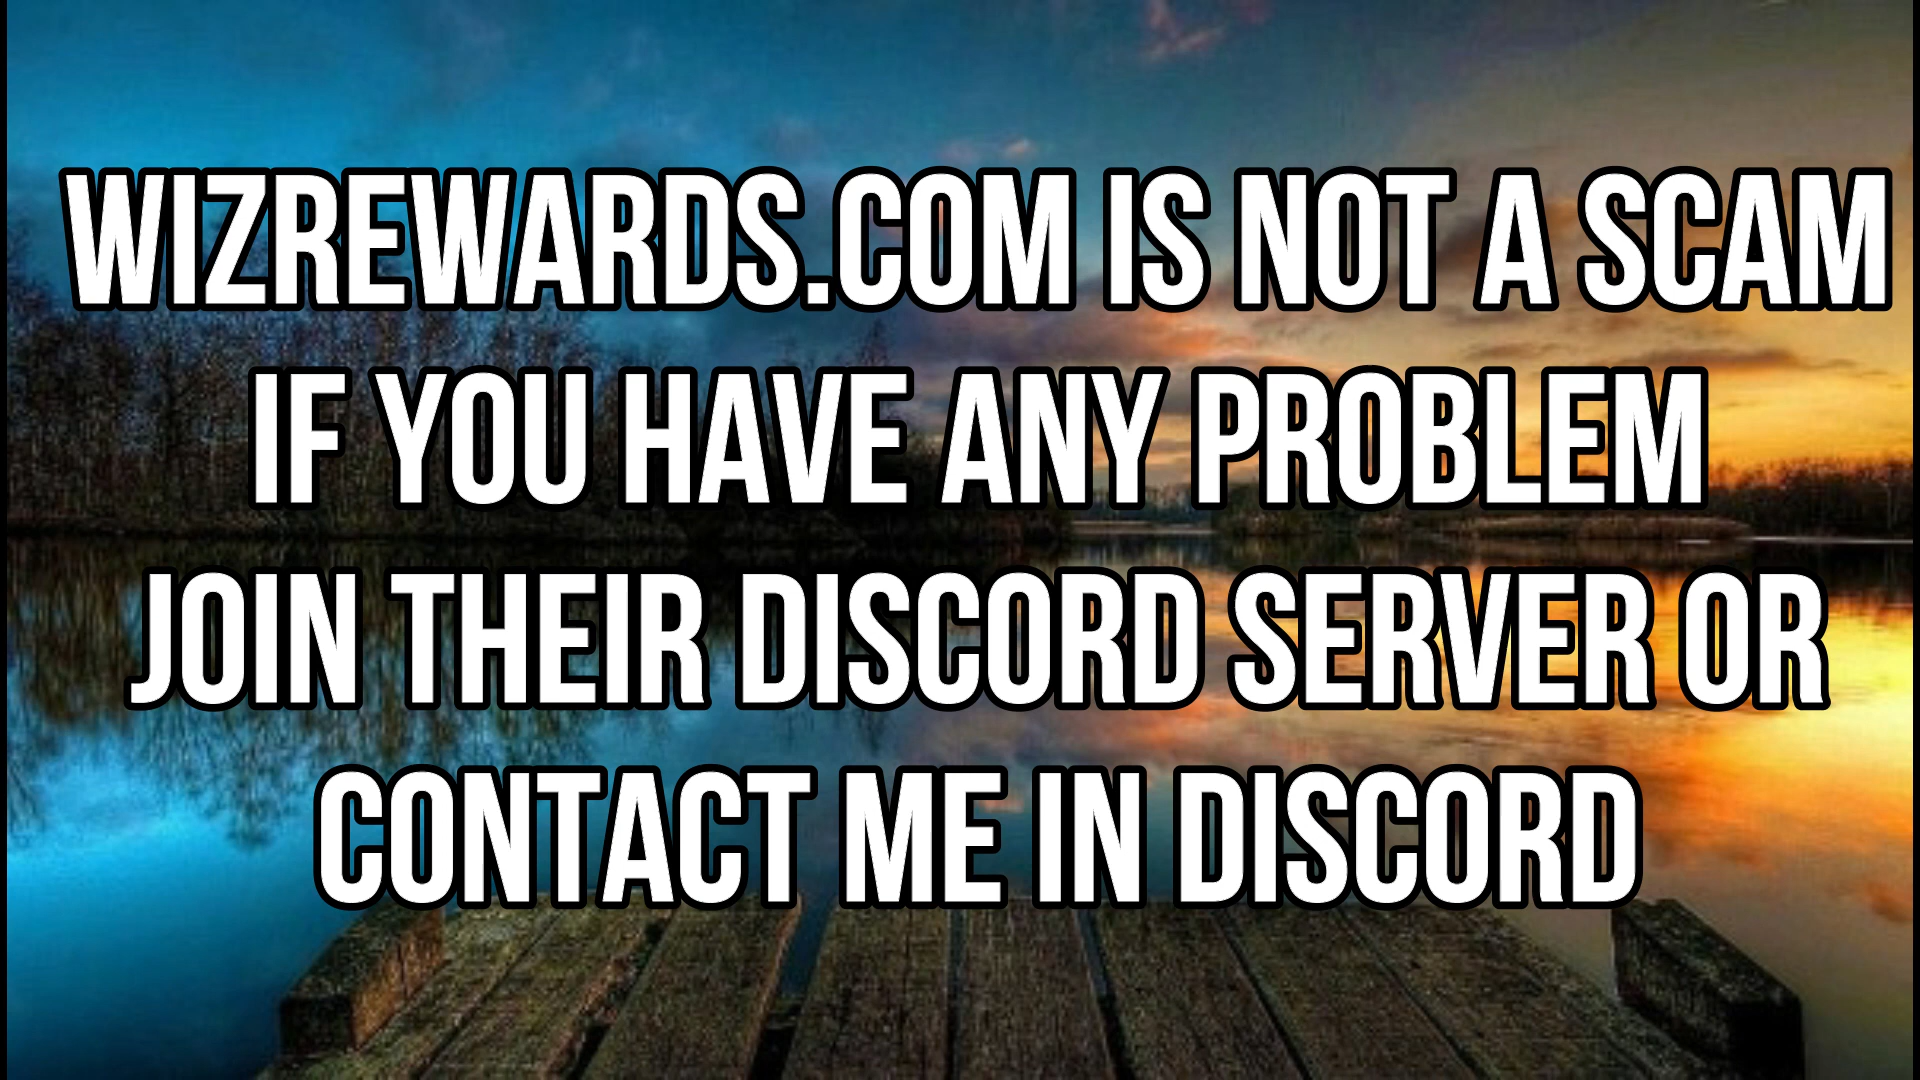 WIZREWARDS.COM IS NOT A SCAM
IF YOU HAVE ANY PROBLEM
JOIN THEIR DISCORD SERVER OR
CONTACT ME IN DISCORD